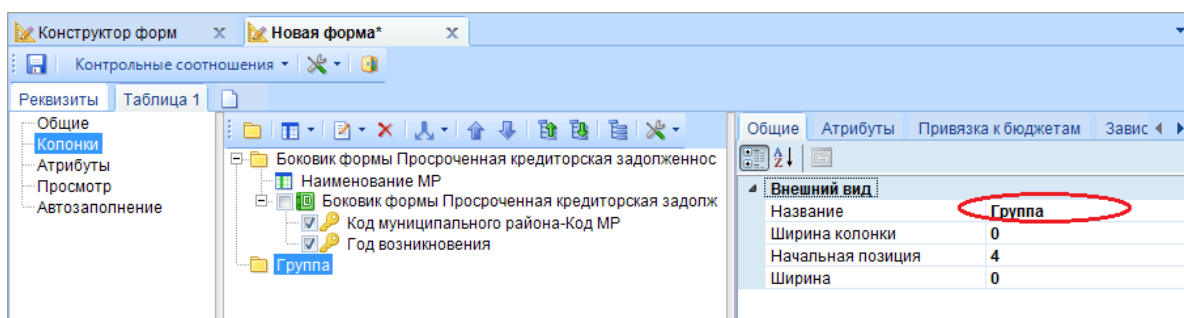 Конструктор форм x Новая форма* x
Контрольные соотношения
Реквизиты Таблица 1
Общие
Колонки
Атрибуты
Просмотр
Автозаполнение
Боковик формы Просроченная кредиторская задолженнос
Наименование МР
Боковик формы Просроченная кредиторская задолж
Код муниципального района-Код МР
Год возникновения
Группа
Общие Атрибуты Привязка к бюджетам Завис
Внешний вид
Название Группа
Ширина колонки 0
Начальная позиция 4
Ширина 0